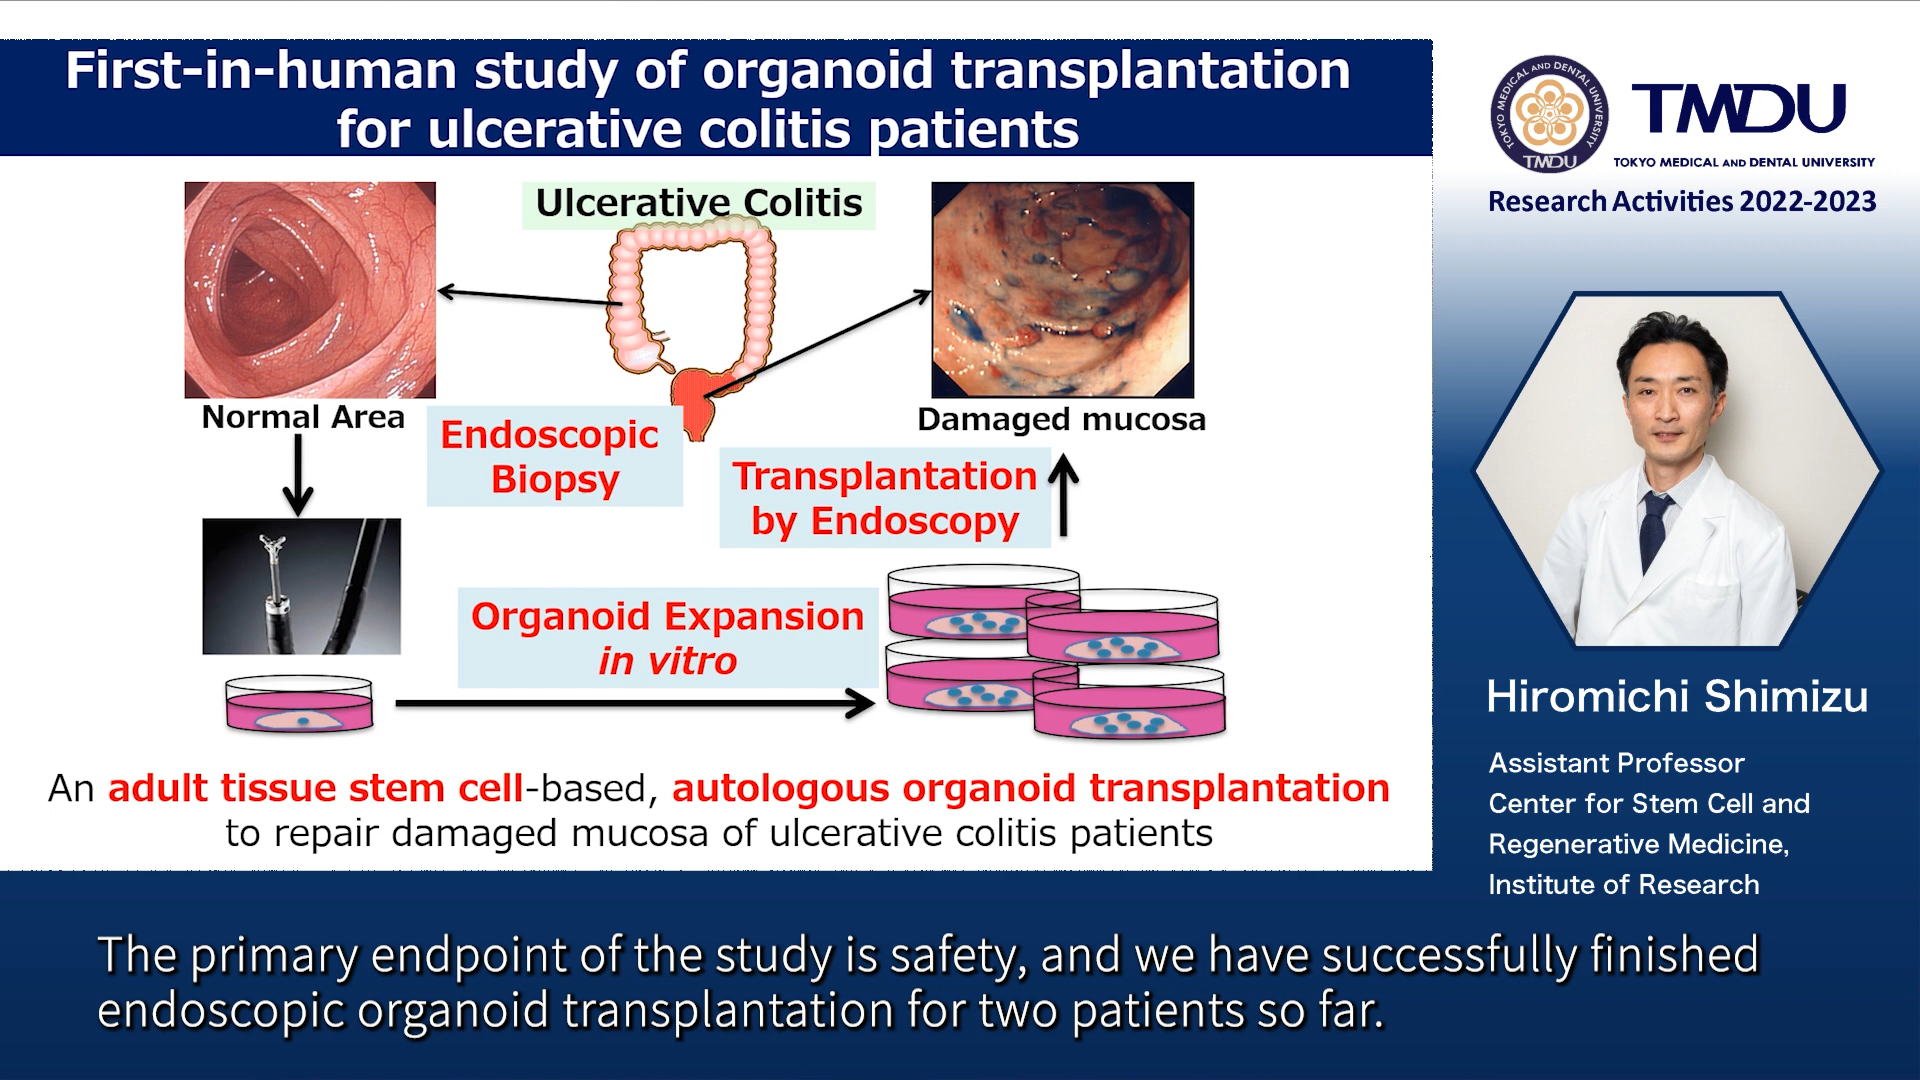 First-in-human study of organoid transplantation
for ulcerative colitis patients
Ulcerative Colitis
Normal Area
Damaged mucosa
Endoscopic
Biopsy
Transplantation
by Endoscopy
Organoid Expansion
in vitro
An adult tissue stem cell-based, autologous organoid transplantation
to repair damaged mucosa of ulcerative colitis patients
TOKYO MEDICAL AND DENTAL UNIVERSITY
TMDU
TMDU
TOKYO MEDICAL AND DENTAL UNIVERSITY
Research Activities 2022-2023
Hiromichi Shimizu
Assistant Professor
Center for Stem Cell and
Regenerative Medicine,
Institute of Research
The primary endpoint of the study is safety, and we have successfully finished
endoscopic organoid transplantation for two patients so far.